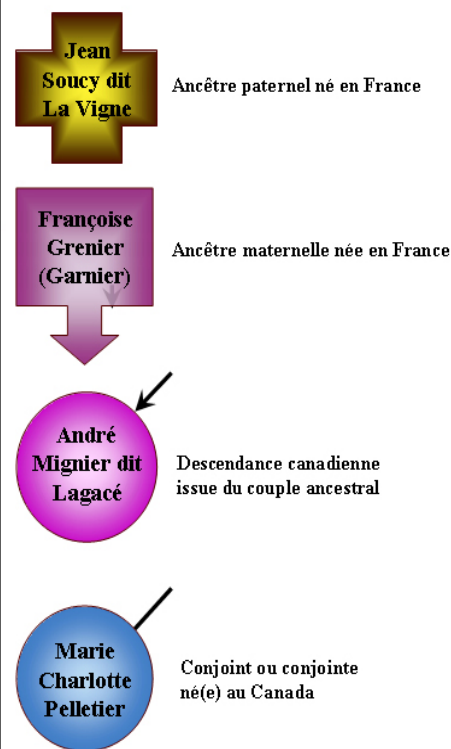 Jean
Soucy dit
La Vigne
Ancêtre paternel né en France
Françoise
Grenier
(Garnier)
Ancêtre maternelle née en France
André
Mignier dit
Lagacé
Descendance canadienne
issue du couple ancestral
Marie
Charlotte
Pelletier
Conjoint ou conjointe
né(e) au Canada